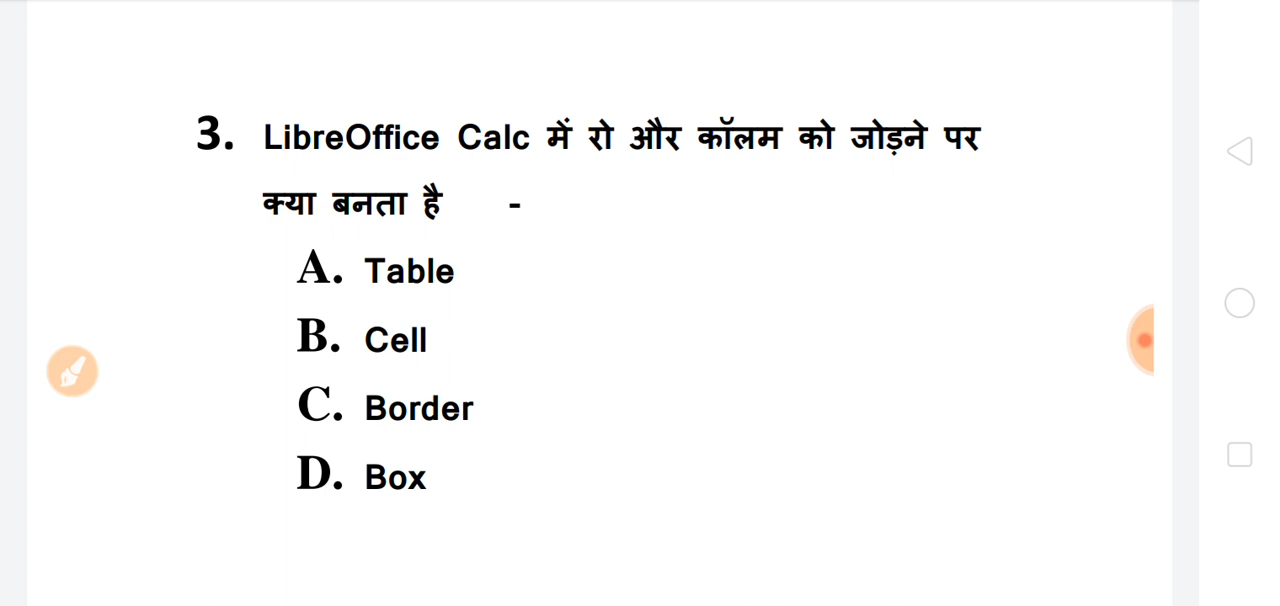 3. LibreOffice Calc में रो और कॉलम को जोड़ने पर
क्या बनता है -
A. Table
B. Cell
C. Border
D. Box